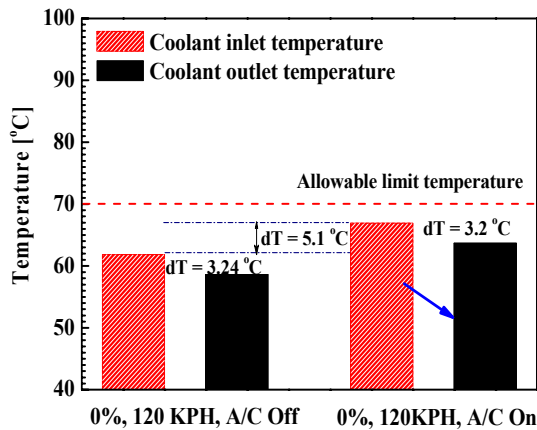 100
90
80
70
60
50
40
Temperature [°C]
Coolant inlet temperature
Coolant outlet temperature
Allowable limit temperature
dT = 5.1 °C
dT = 3.2 °C
dT = 3.24 °C
0%, 120 KPH, A/C Off
0%, 120KPH, A/C On